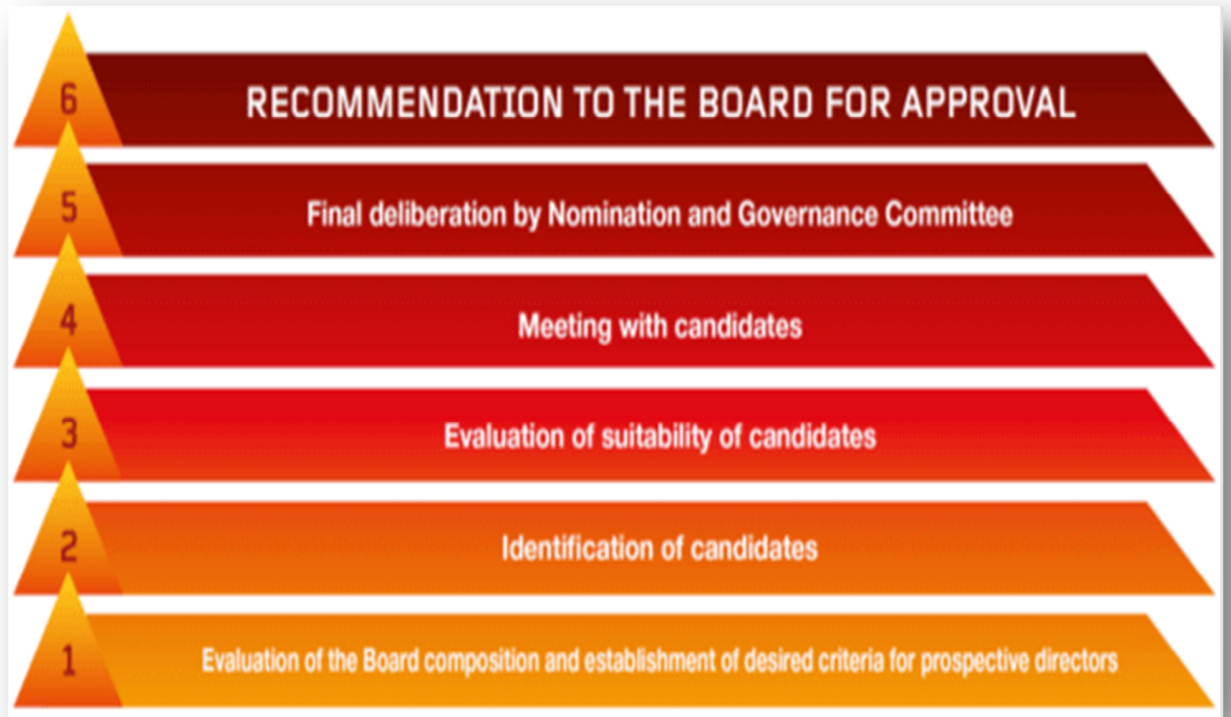 6
RECOMMENDATION TO THE BOARD FOR APPROVAL
5
Final deliberation by Nomination and Governance Committee
4
Meeting with candidates
3
Evaluation of suitability of candidates
2
Identification of candidates
1
Evaluation of the Board composition and establishment of desired criteria for prospective directors